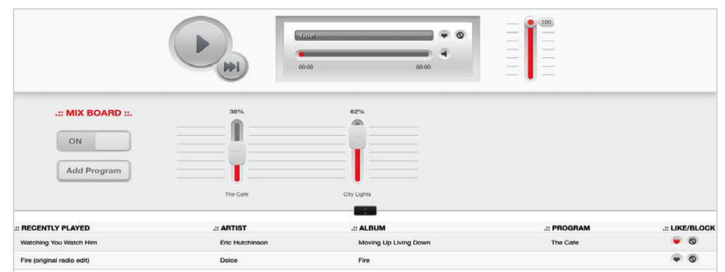 100
Title:
00:00 00:00
.:: MIX BOARD ::.
38% 62%
ON
Add Program
The Cafe City Lights
.:: RECENTLY PLAYED .:: ARTIST .:: ALBUM .:: PROGRAM .:: LIKE/BLOCK
Watching You Watch Him Eric Hutchinson Moving Up Living Down The Cafe
Fire (original radio edit) Dolce Fire